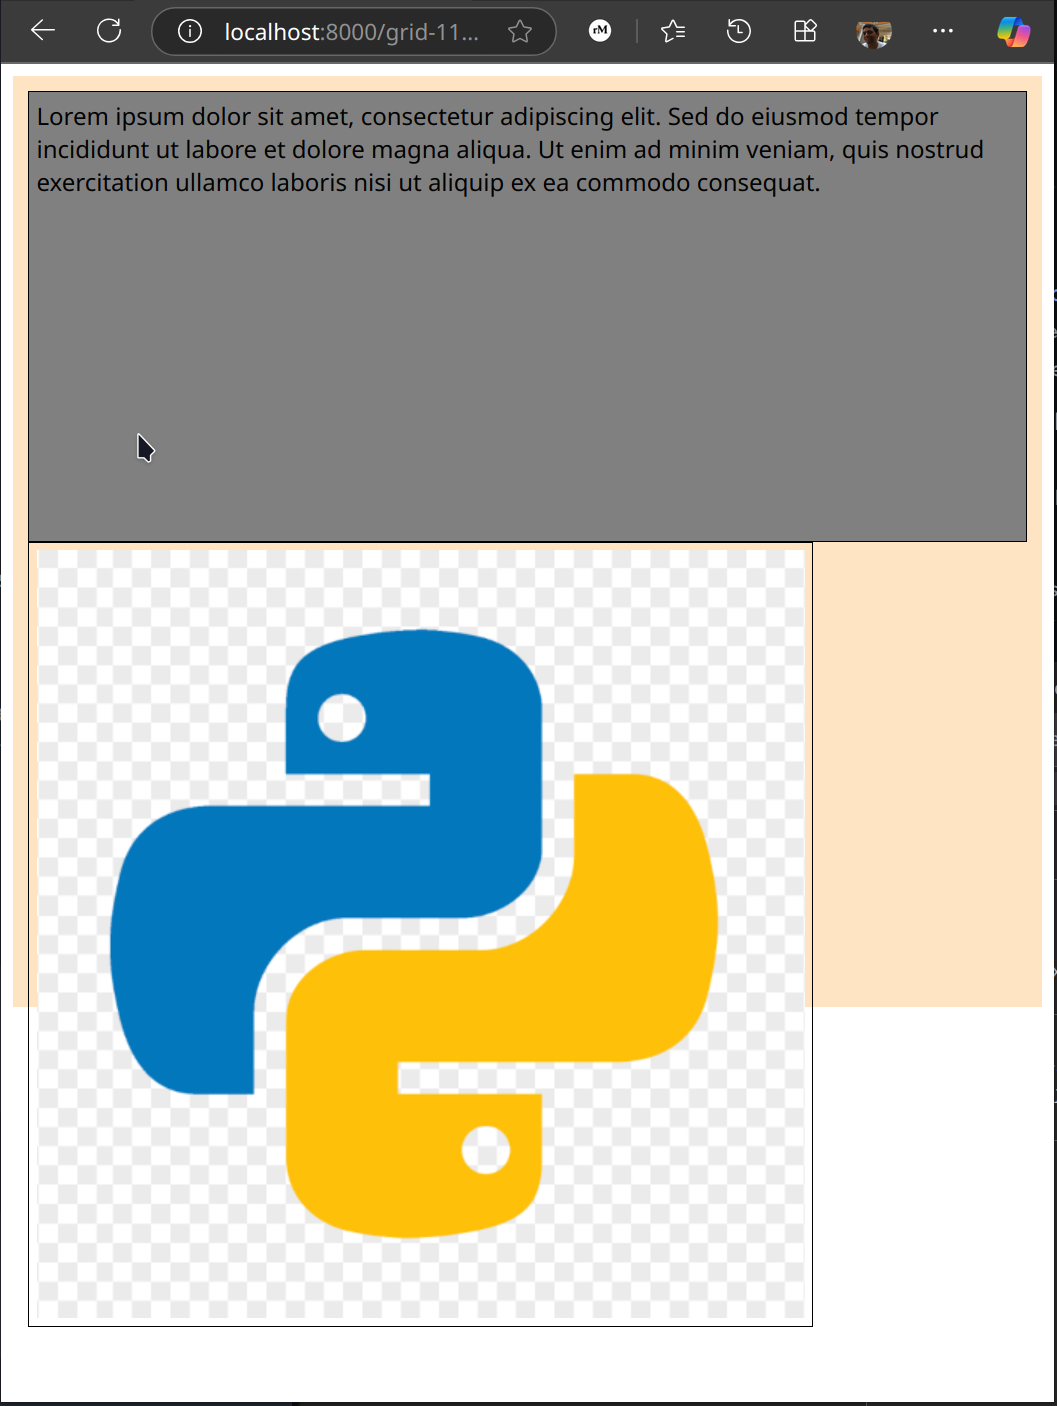 localhost:8000/grid-11...
rM
Lorem ipsum dolor sit amet, consectetur adipiscing elit. Sed do eiusmod tempor
incididunt ut labore et dolore magna aliqua. Ut enim ad minim veniam, quis nostrud
exercitation ullamco laboris nisi ut aliquip ex ea commodo consequat.